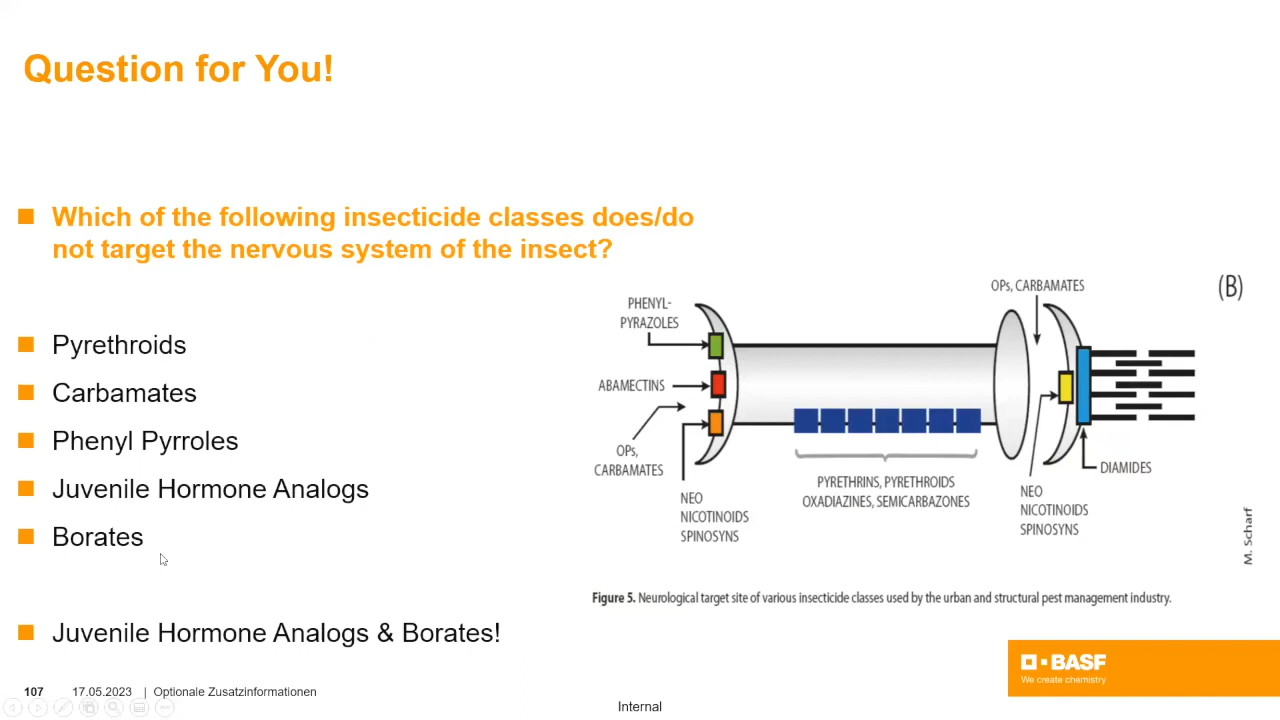 Question for You!
Which of the following insecticide classes does/do
not target the nervous system of the insect?
Pyrethroids
Carbamates
Phenyl Pyrroles
Juvenile Hormone Analogs
Borates
Juvenile Hormone Analogs & Borates!
(B)
PHENYL-
PYRAZOLES
ABAMECTINS
OPs,
CARBAMATES
NEO
NICOTINOIDS
SPINOSYNS
PYRETHRINS, PYRETHROIDS
OXADIAZINES, SEMICARBAZONES
OPs, CARBAMATES
NEO
NICOTINOIDS
SPINOSYNS
DIAMIDES
M. Scharf
Figure 5. Neurological target site of various insecticide classes used by the urban and structural pest management industry.
BASF
We create chemistry
107 17.05.2023 | Optionale Zusatzinformationen
Internal